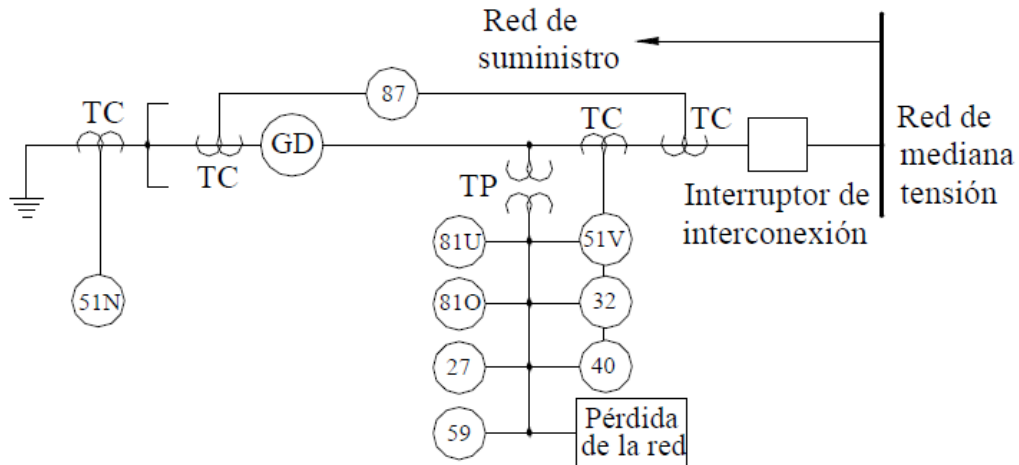 Red de
suministro
87
TC
TC
TC
Red de
mediana
tensión
GD
TC
TP
Interruptor de
interconexión
81U
51V
51N
81O
32
27
40
59
Pérdida
de la red